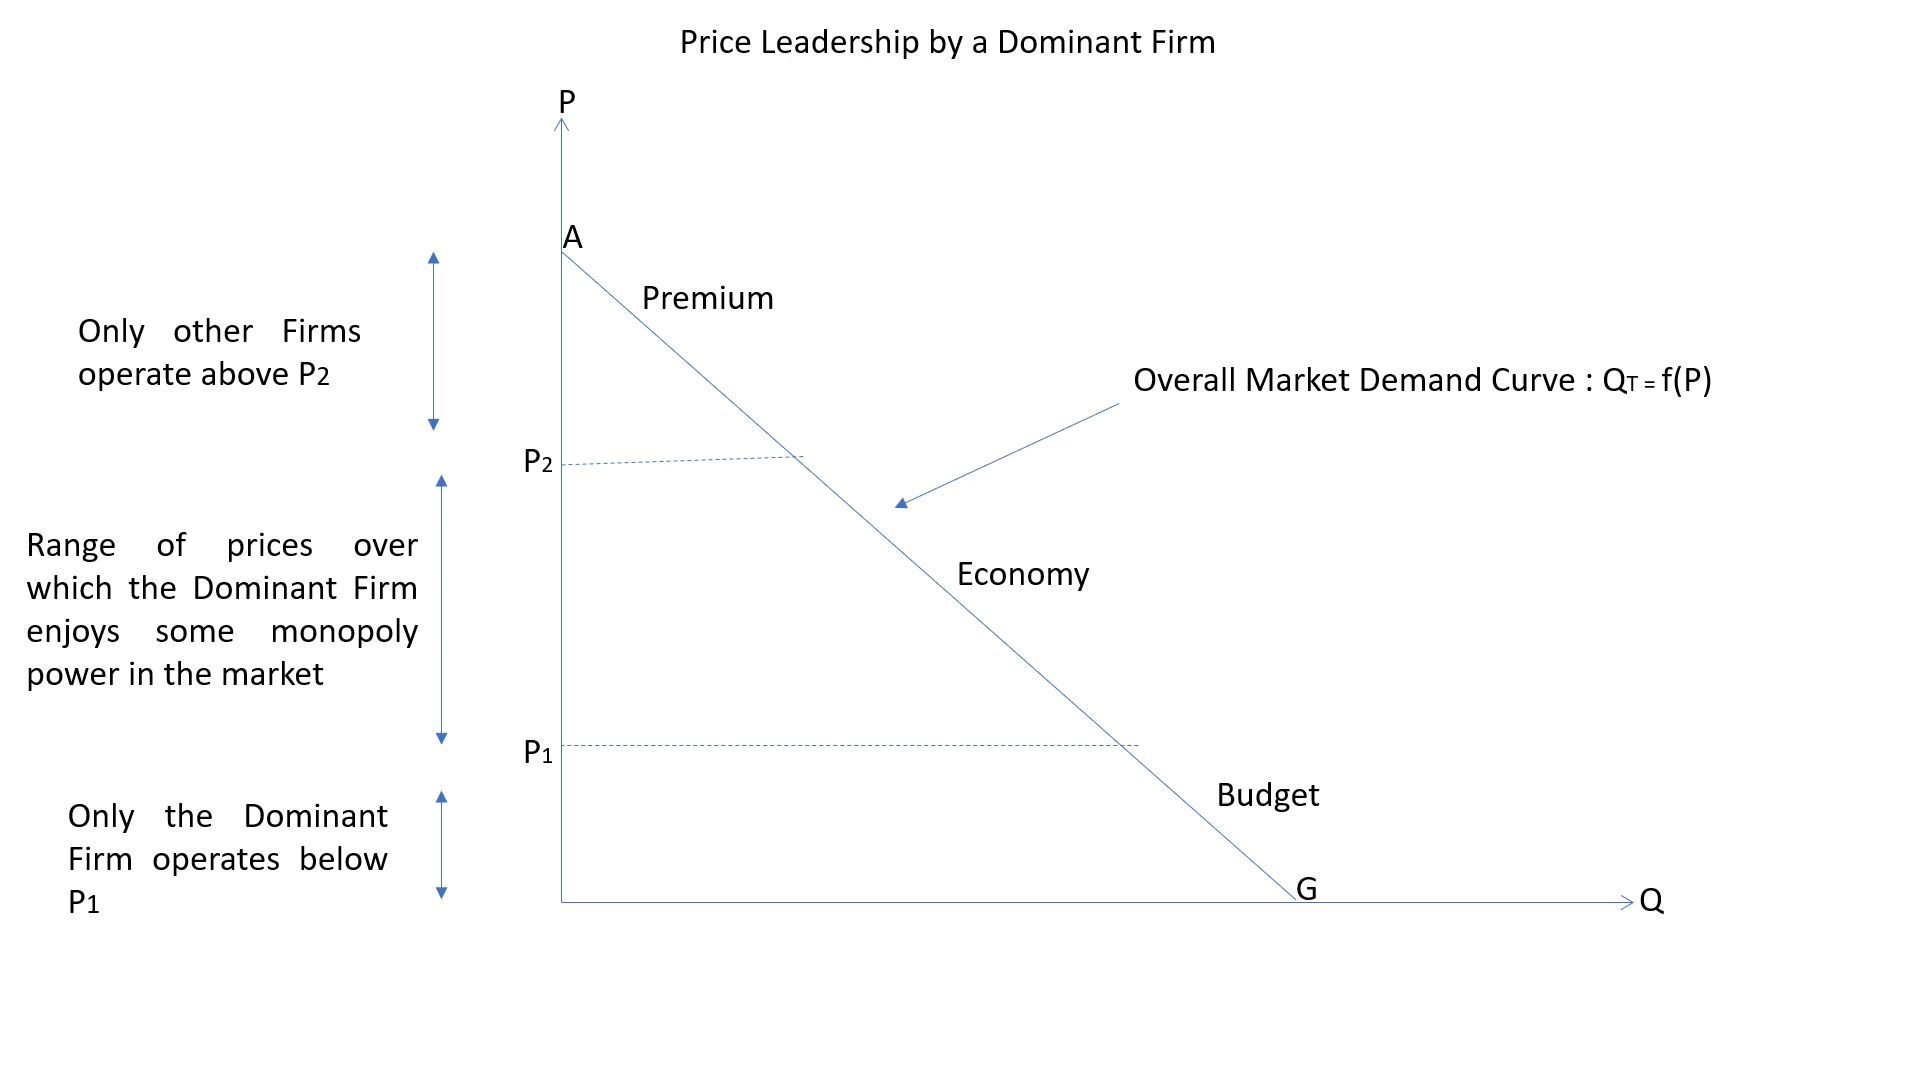 Price Leadership by a Dominant Firm
P
A
Premium
Only other Firms
operate above P2
Overall Market Demand Curve : QT = f(P)
P2
Range of prices over
which the Dominant Firm
enjoys some monopoly
power in the market
Economy
P1
Only the Dominant
Firm operates below
P1
Budget
G
Q